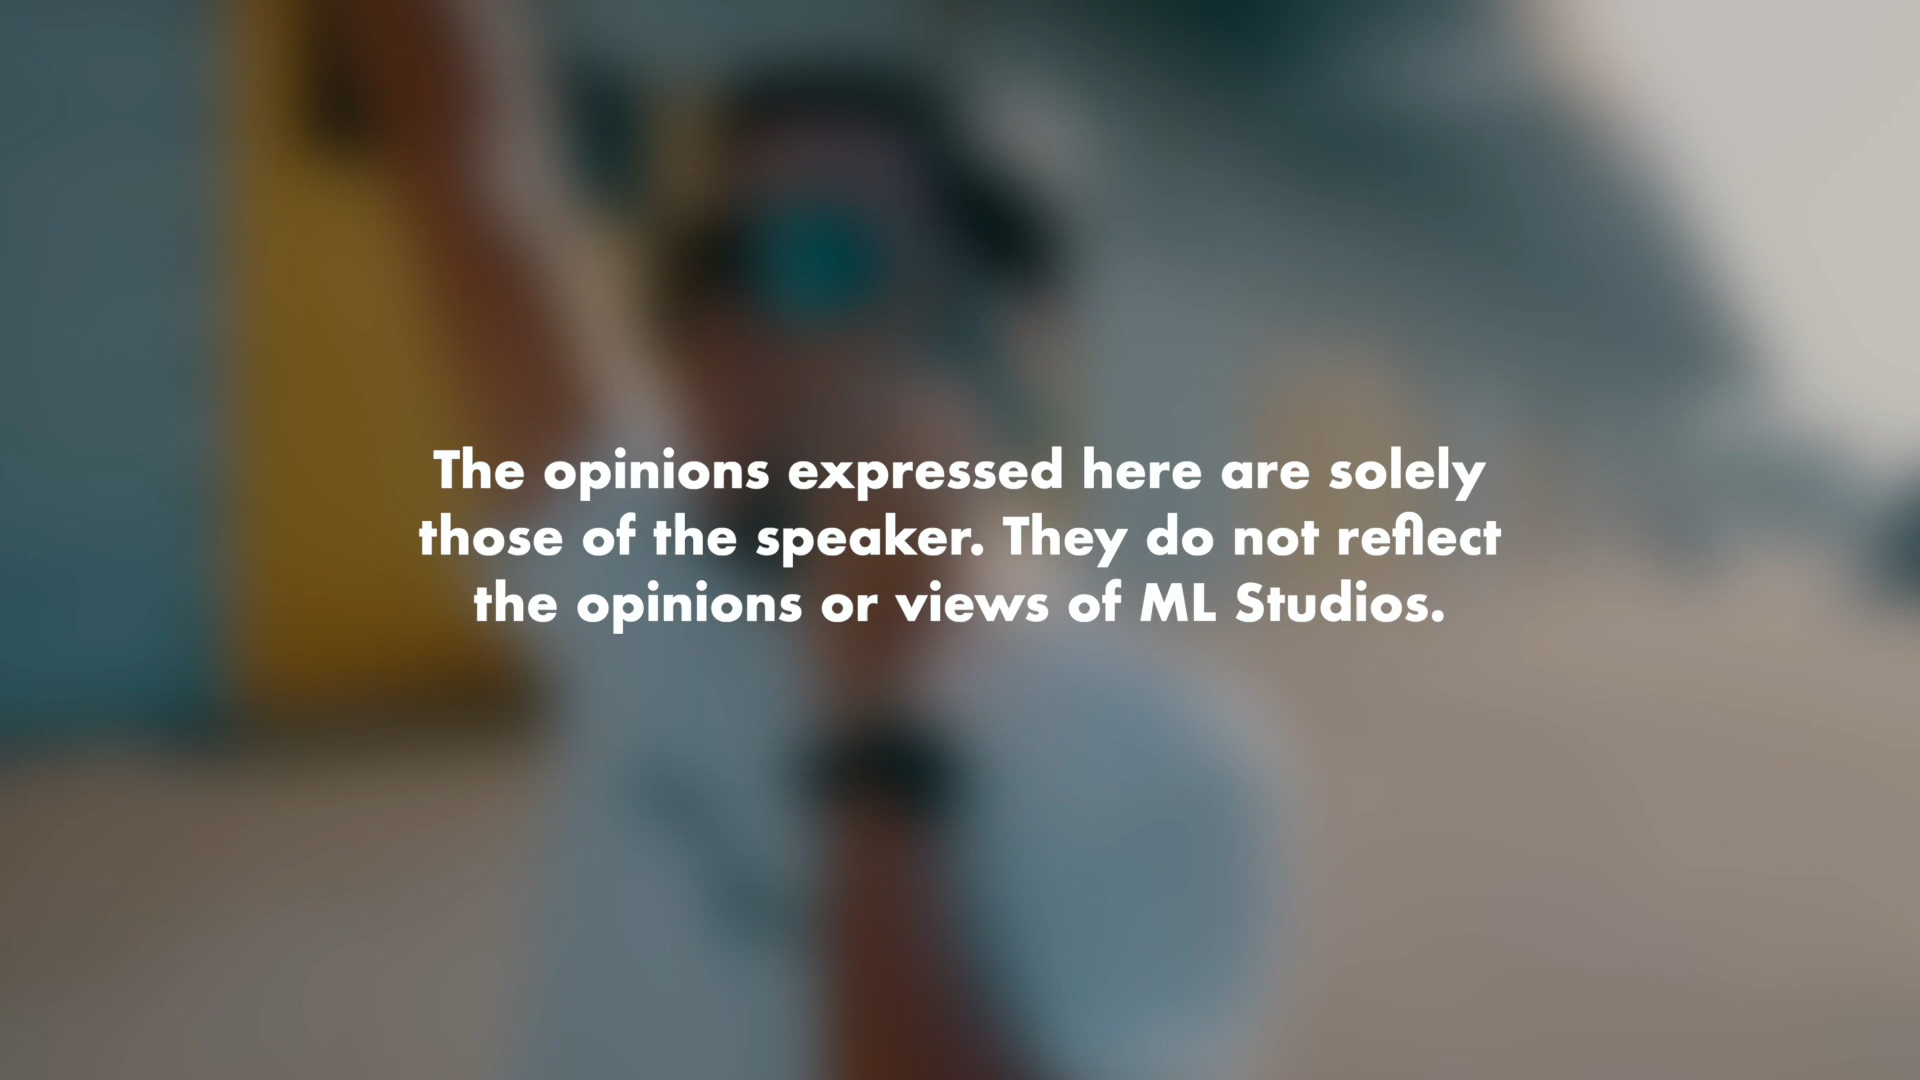 The opinions expressed here are solely
those of the speaker. They do not reflect
the opinions or views of ML Studios.